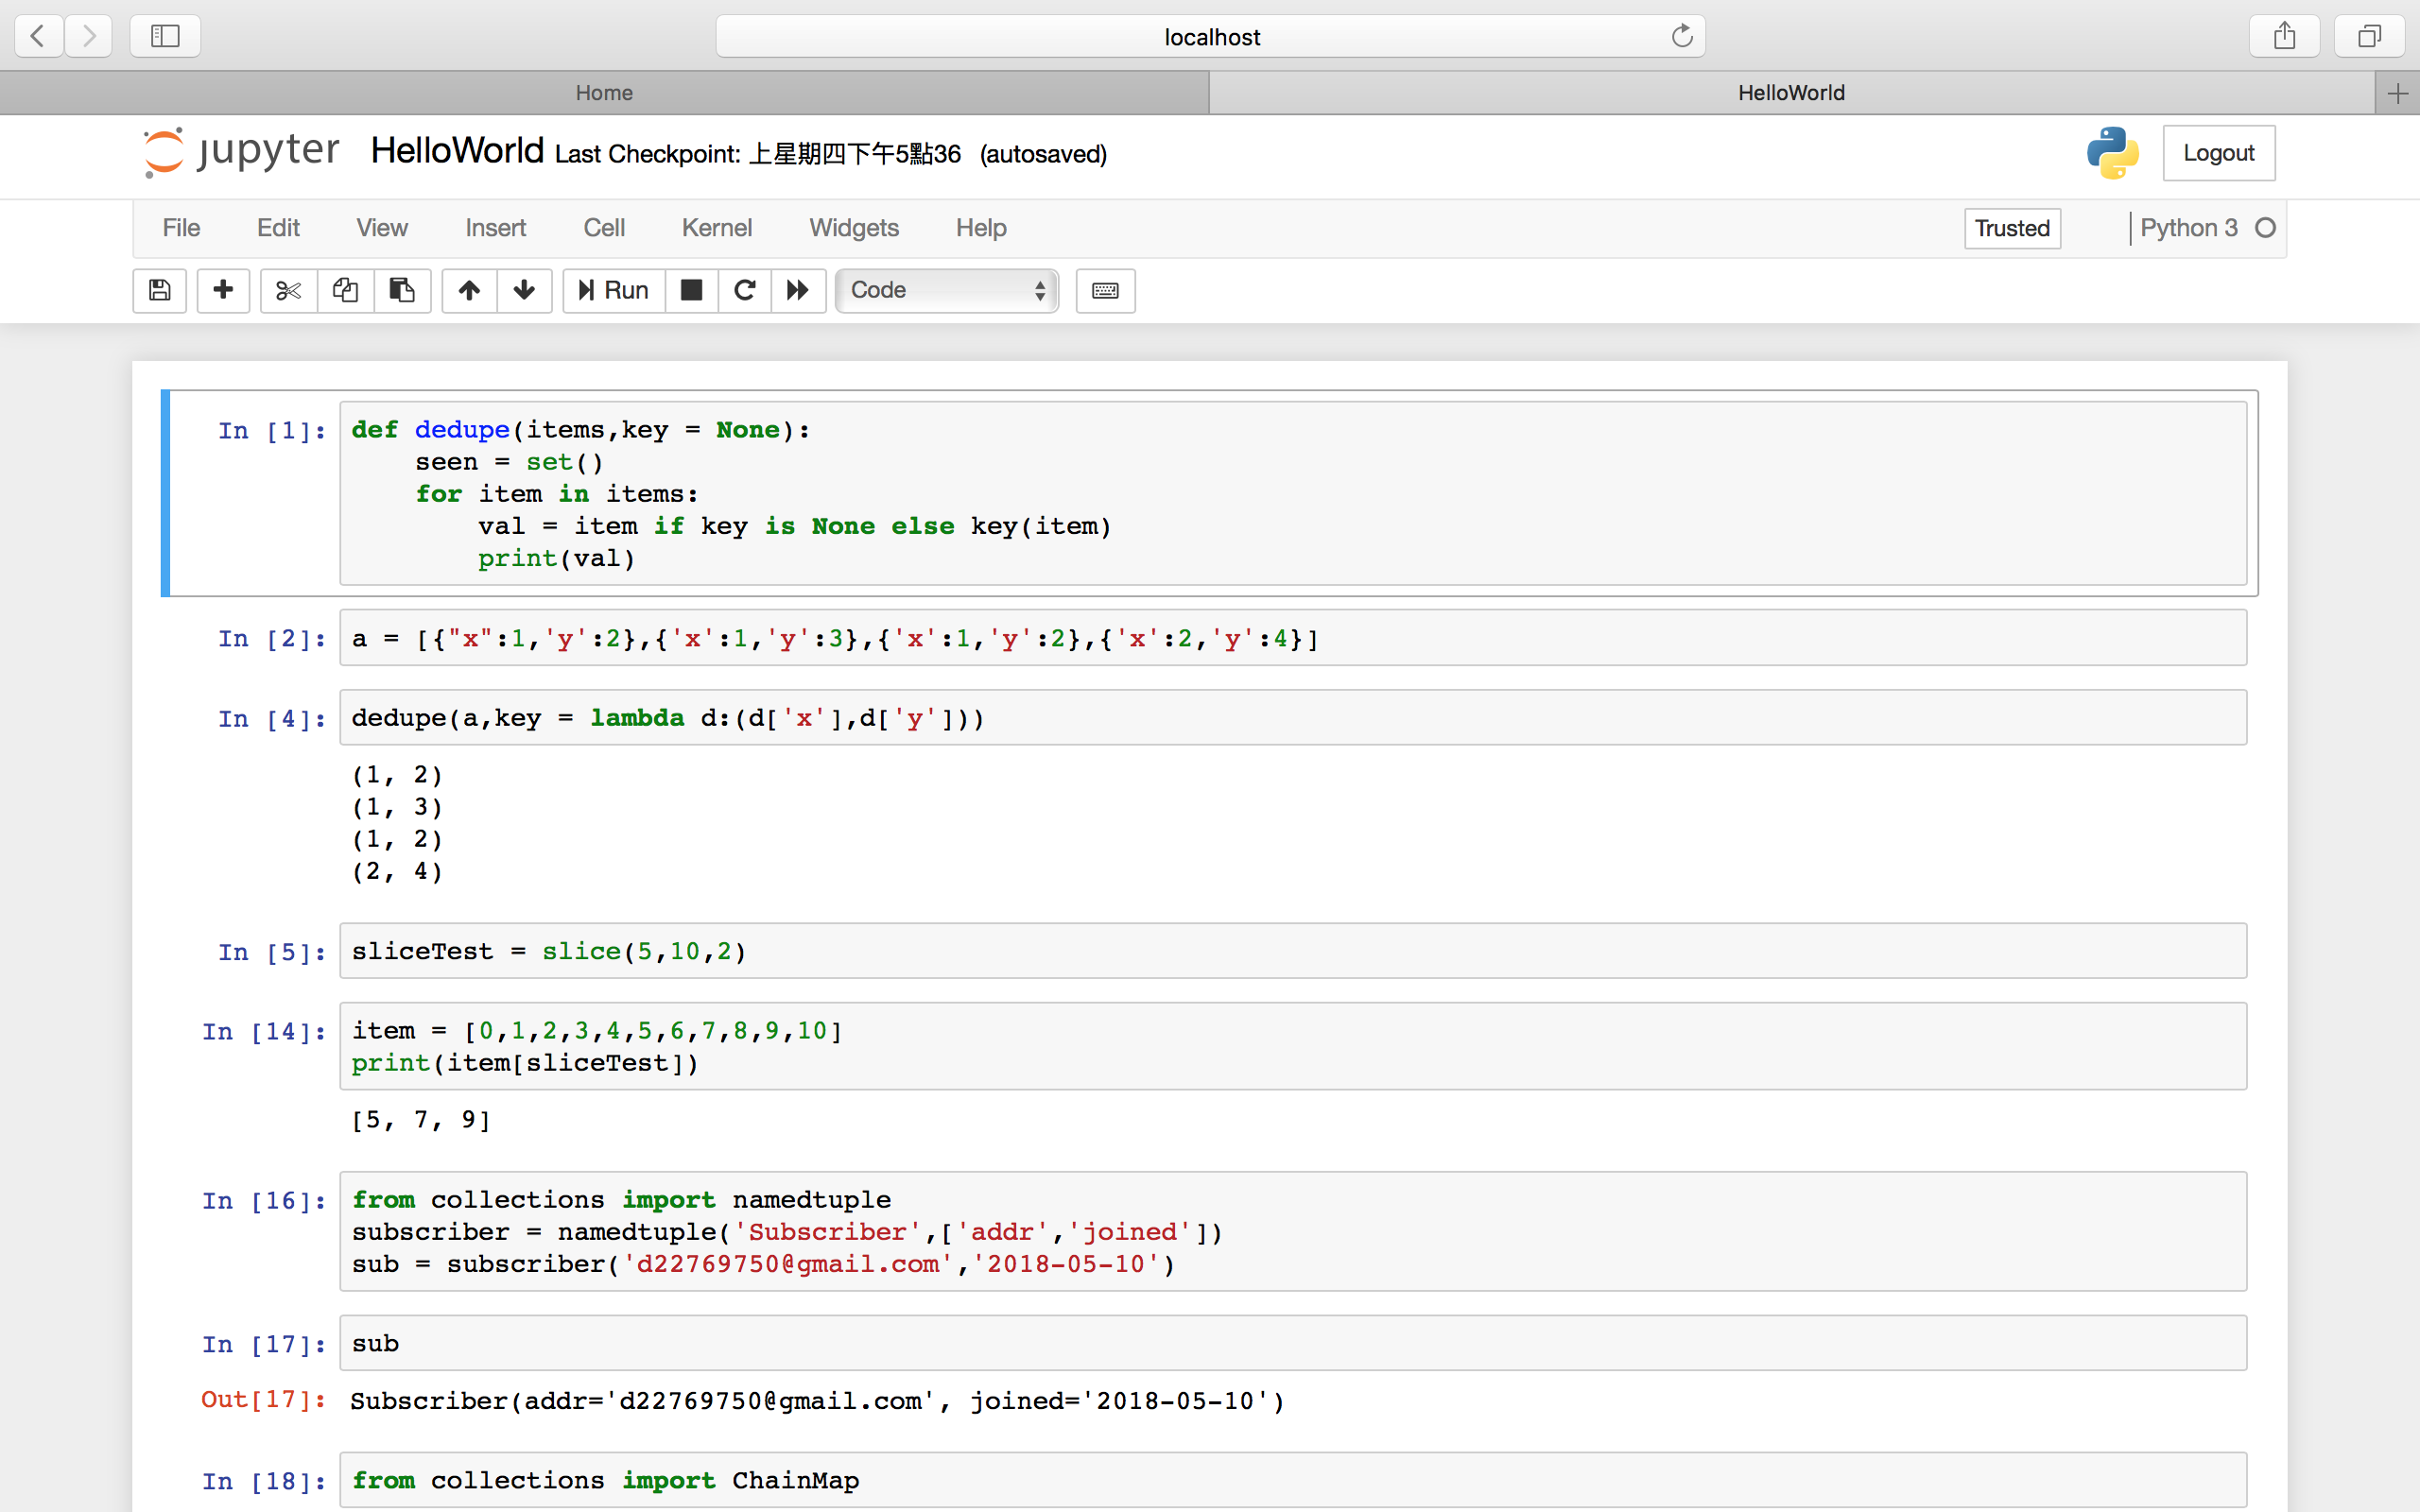 localhost
Home
HelloWorld
jupyter HelloWorld Last Checkpoint: 上星期四下午5點36 (autosaved)
Logout
File Edit View Insert Cell Kernel Widgets Help
Trusted
Python 3
Run
Code
In [1]: def dedupe(items,key = None):
seen = set()
for item in items:
val = item if key is None else key(item)
print(val)
In [2]: a = [{"x":1,'y':2},{'x':1,'y':3},{'x':1,'y':2},{'x':2,'y':4}]
In [4]: dedupe(a,key = lambda d:(d['x'],d['y']))
(1, 2)
(1, 3)
(1, 2)
(2, 4)
In [5]: sliceTest = slice(5,10,2)
In [14]: item = [0,1,2,3,4,5,6,7,8,9,10]
print(item[sliceTest])
[5, 7, 9]
In [16]: from collections import namedtuple
subscriber = namedtuple('Subscriber',['addr','joined'])
sub = subscriber('d22769750@gmail.com','2018-05-10')
In [17]: sub
Out[17]: Subscriber(addr='d22769750@gmail.com', joined='2018-05-10')
In [18]: from collections import ChainMap